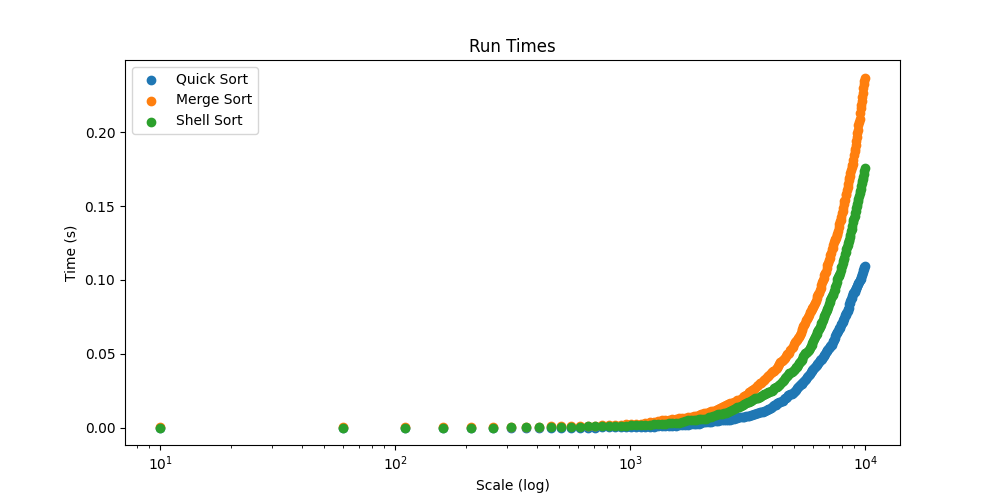 Run Times
Quick Sort
Merge Sort
Shell Sort
0.20
0.15
0.10
0.05
0.00
Time (s)
10¹ 10² 10³ 10⁴
Scale (log)